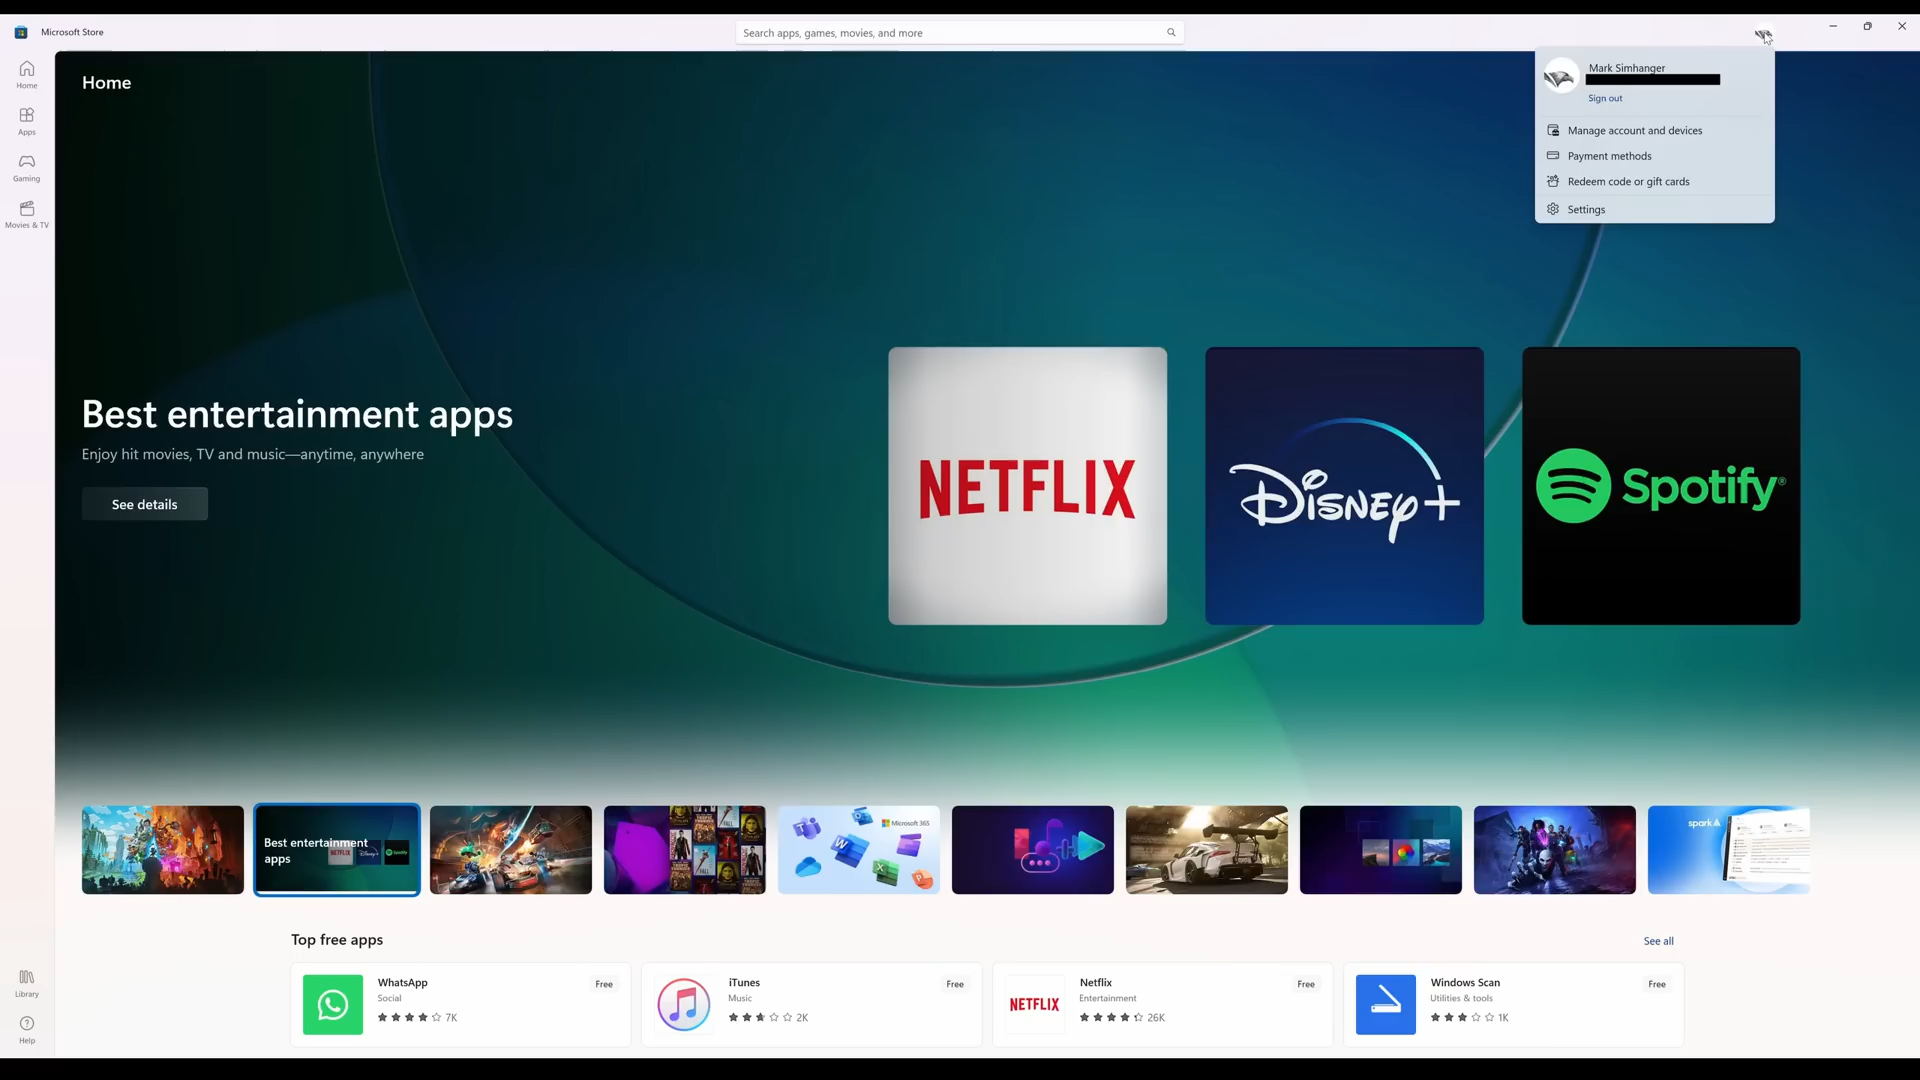 Microsoft Store
Search apps, games, movies, and more
Home
Apps
Gaming
Movies & TV
Library
Help
Home
Mark Simhanger
Sign out
Manage account and devices
Payment methods
Redeem code or gift cards
Settings
Best entertainment apps
Enjoy hit movies, TV and music—anytime, anywhere
See details
NETFLIX
Disney+
Spotify®
Best entertainment
apps
NETFLIX
Disney+
Spotify
Microsoft 365
spark
Top free apps
See all
WhatsApp
Free
Social
7K
iTunes
Free
Music
2K
NETFLIX
Netflix
Free
Entertainment
26K
Windows Scan
Free
Utilities & tools
1K